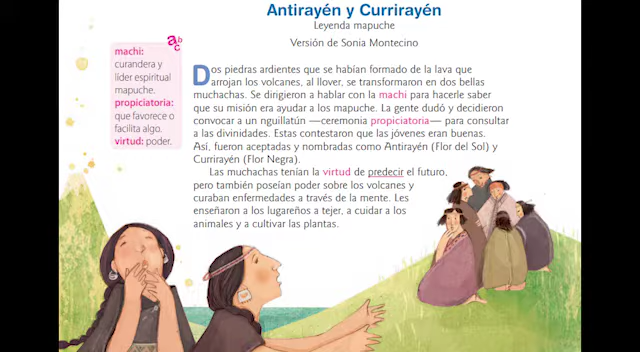 Antirayén y Currirayén
Leyenda mapuche
Versión de Sonia Montecino
abc
machi:
curandera y
líder espiritual
mapuche.
propiciatoria:
que favorece o
facilita algo.
virtud: poder.
Dos piedras ardientes que se habían formado de la lava que
arrojan los volcanes, al llover, se transformaron en dos bellas
muchachas. Se dirigieron a hablar con la machi para hacerle saber
que su misión era ayudar a los mapuche. La gente dudó y decidieron
convocar a un nguillatún —ceremonia propiciatoria— para consultar
a las divinidades. Estas contestaron que las jóvenes eran buenas.
Así, fueron aceptadas y nombradas como Antirayén (Flor del Sol) y
Currirayén (Flor Negra).
Las muchachas tenían la virtud de predecir el futuro,
pero también poseían poder sobre los volcanes y
curaban enfermedades a través de la mente. Les
enseñaron a los lugareños a tejer, a cuidar a los
animales y a cultivar las plantas.